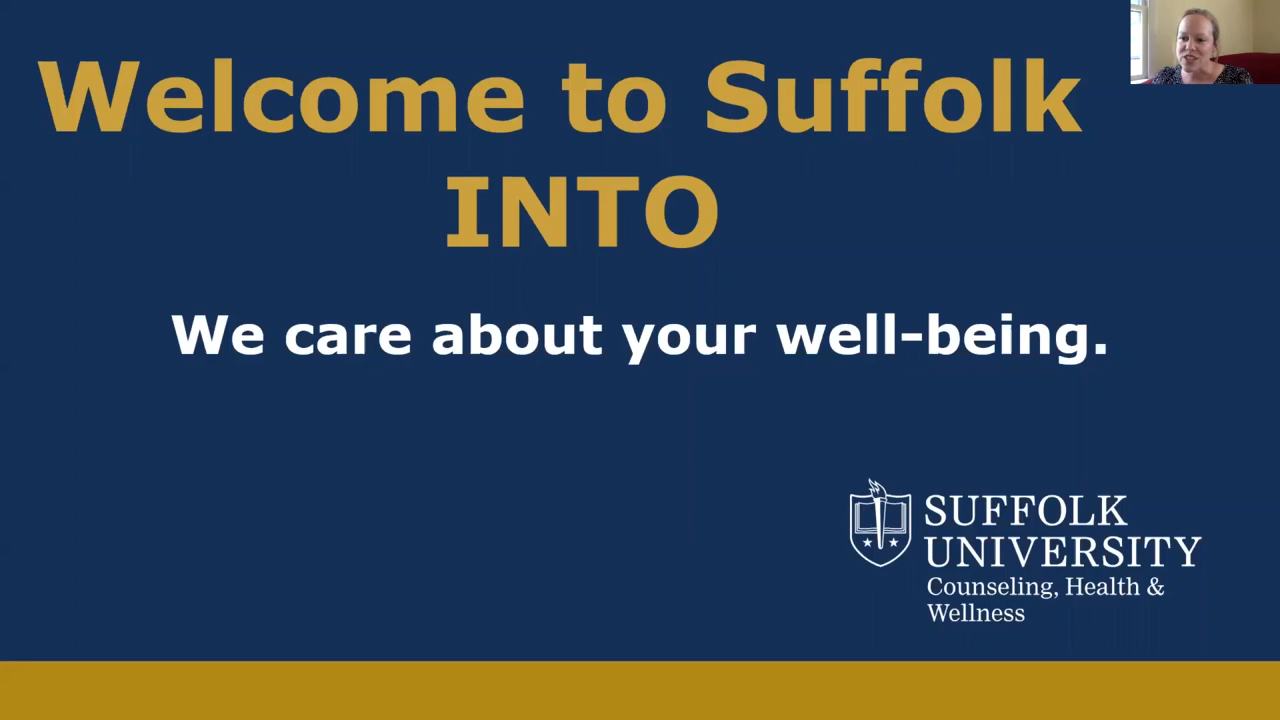 Welcome to Suffolk
INTO
We care about your well-being.
SUFFOLK
UNIVERSITY
Counseling, Health &
Wellness